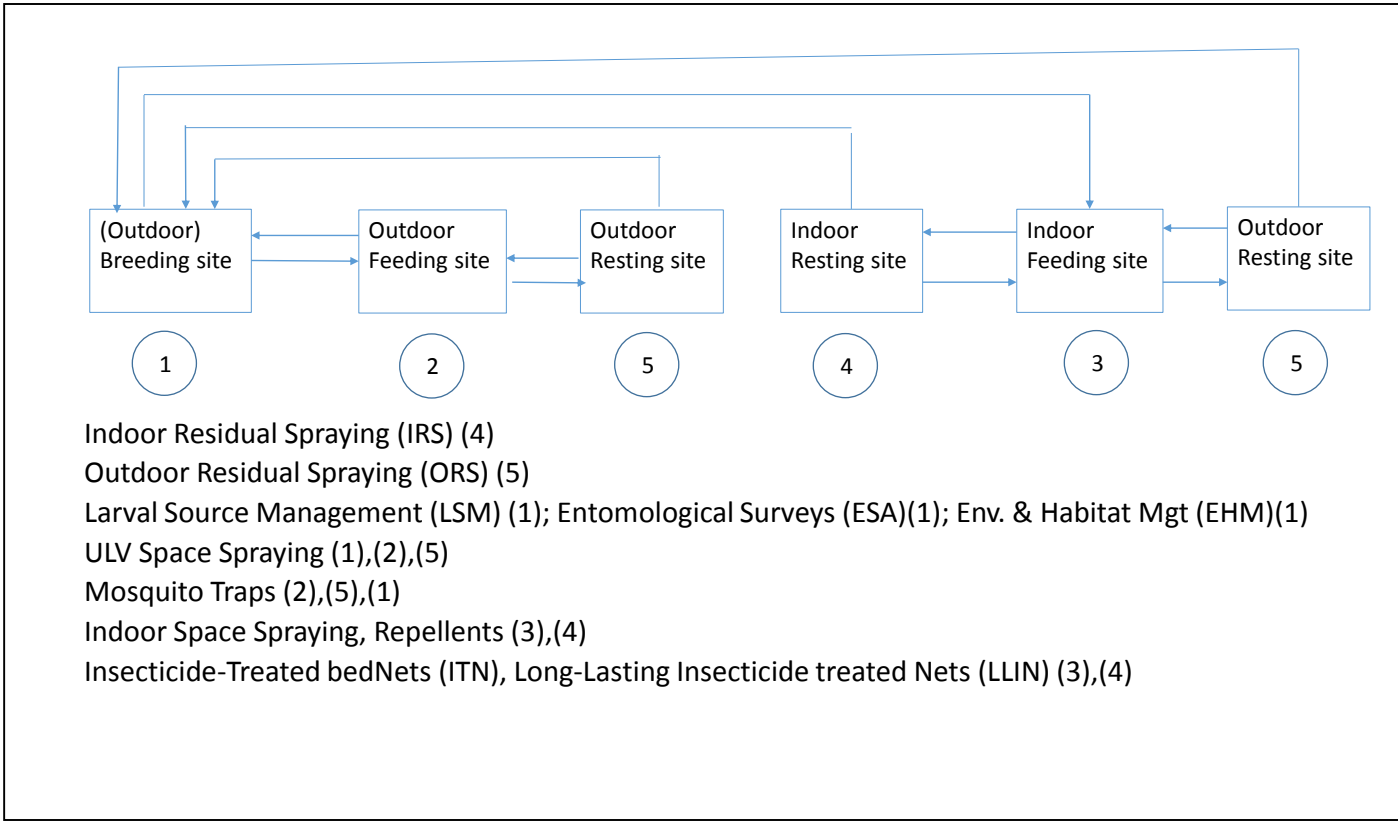 (Outdoor)
Breeding site
Outdoor
Feeding site
Outdoor
Resting site
Indoor
Resting site
Indoor
Feeding site
Outdoor
Resting site
1
2
5
4
3
5
Indoor Residual Spraying (IRS) (4)
Outdoor Residual Spraying (ORS) (5)
Larval Source Management (LSM) (1); Entomological Surveys (ESA)(1); Env. & Habitat Mgt (EHM)(1)
ULV Space Spraying (1),(2),(5)
Mosquito Traps (2),(5),(1)
Indoor Space Spraying, Repellents (3),(4)
Insecticide-Treated bedNets (ITN), Long-Lasting Insecticide treated Nets (LLIN) (3),(4)